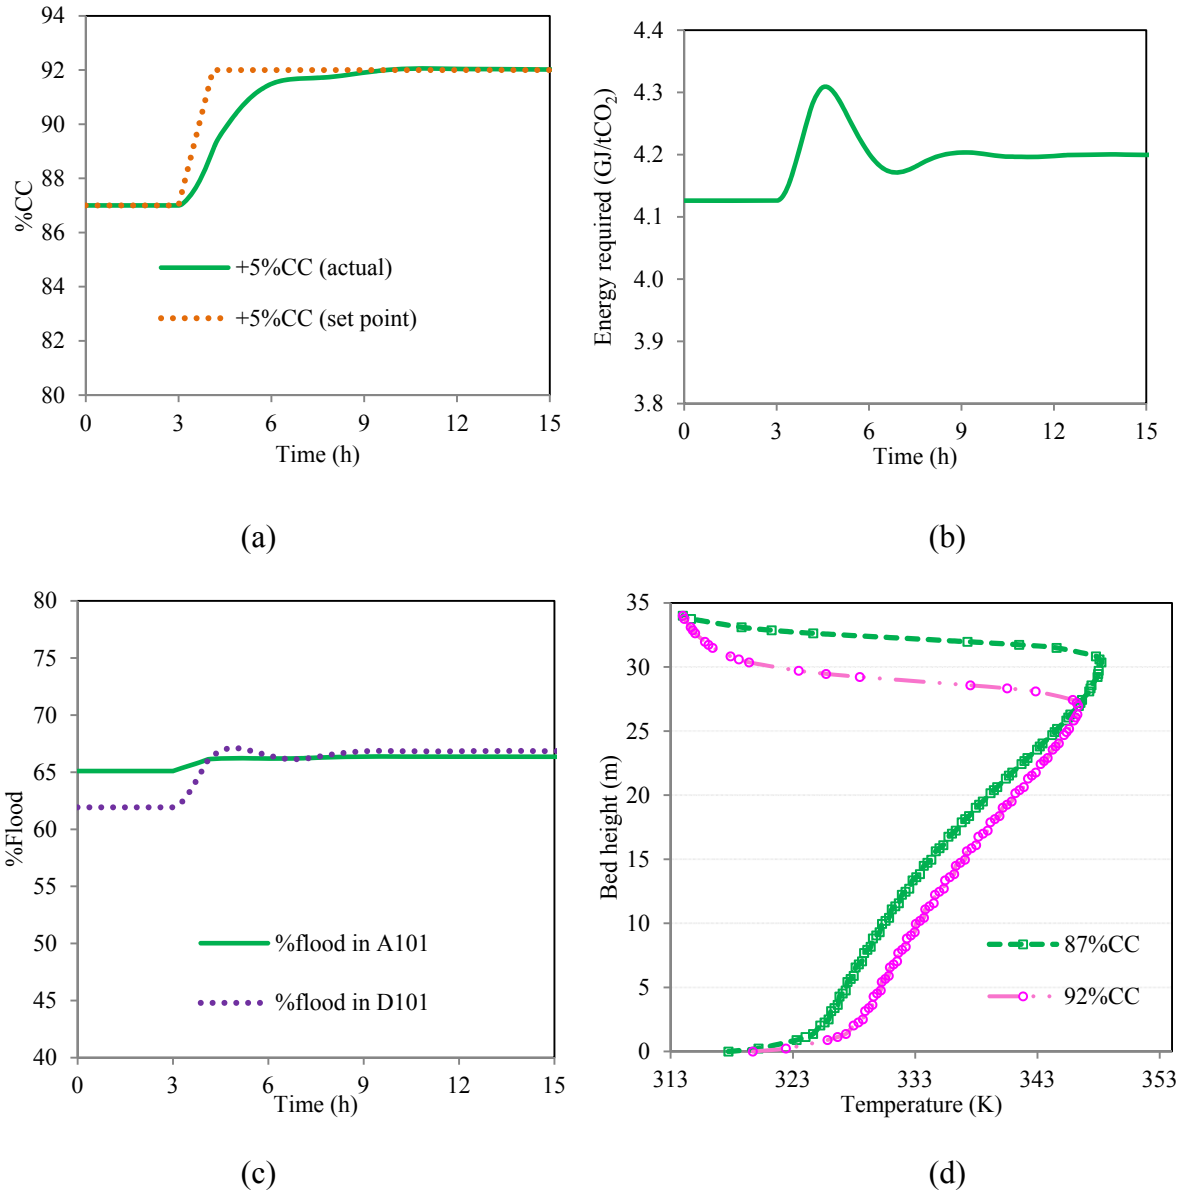 94
92
90
88
86
84
82
80
%CC
+5%CC (actual)
+5%CC (set point)
0 3 6 9 12 15
Time (h)
(a)
4.4
4.3
4.2
4.1
4.0
3.9
3.8
Energy required (GJ/tCO₂)
0 3 6 9 12 15
Time (h)
(b)
80
75
70
65
60
55
50
45
40
%Flood
%flood in A101
%flood in D101
0 3 6 9 12 15
Time (h)
(c)
35
30
25
20
15
10
5
0
Bed height (m)
87%CC
92%CC
313 323 333 343 353
Temperature (K)
(d)